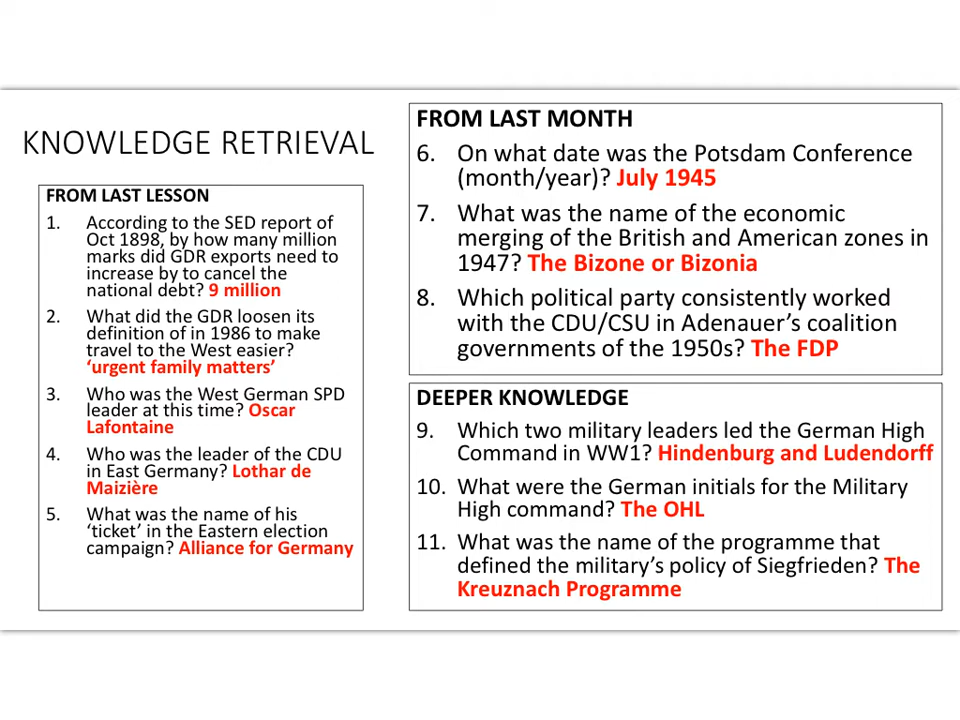 KNOWLEDGE RETRIEVAL
FROM LAST LESSON
1. According to the SED report of
Oct 1898, by how many million
marks did GDR exports need to
increase by to cancel the
national debt? 9 million
2. What did the GDR loosen its
definition of in 1986 to make
travel to the West easier?
‘urgent family matters’
3. Who was the West German SPD
leader at this time? Oscar
Lafontaine
4. Who was the leader of the CDU
in East Germany? Lothar de
Maizière
5. What was the name of his
‘ticket’ in the Eastern election
campaign? Alliance for Germany
FROM LAST MONTH
6. On what date was the Potsdam Conference
(month/year)? July 1945
7. What was the name of the economic
merging of the British and American zones in
1947? The Bizone or Bizonia
8. Which political party consistently worked
with the CDU/CSU in Adenauer’s coalition
governments of the 1950s? The FDP
DEEPER KNOWLEDGE
9. Which two military leaders led the German High
Command in WW1? Hindenburg and Ludendorff
10. What were the German initials for the Military
High command? The OHL
11. What was the name of the programme that
defined the military’s policy of Siegfrieden? The
Kreuznach Programme